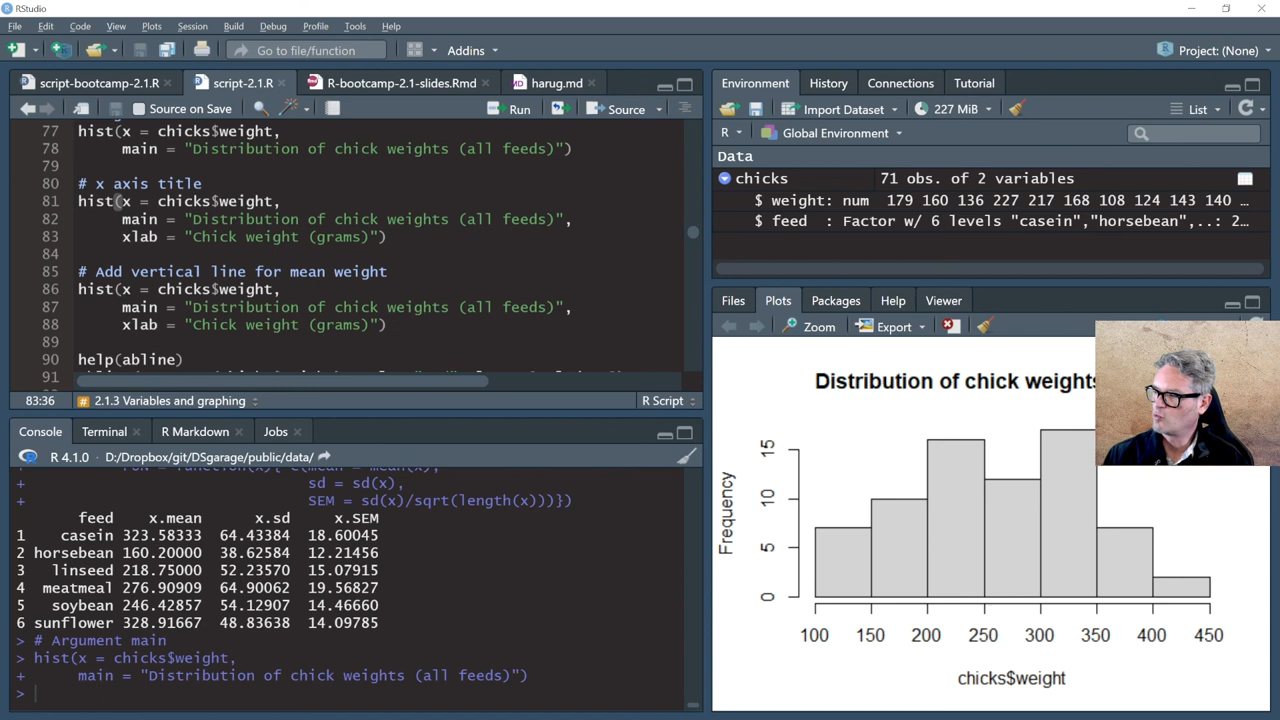 RStudio
File Edit Code View Plots Session Build Debug Profile Tools Help
Go to file/function
Addins
Project: (None)
script-bootcamp-2.1.R
script-2.1.R
R-bootcamp-2.1-slides.Rmd
harug.md
Source on Save
Run
Source
77 hist(x = chicks$weight,
78 main = "Distribution of chick weights (all feeds)")
79
80 # x axis title
81 hist(x = chicks$weight,
82 main = "Distribution of chick weights (all feeds)",
83 xlab = "Chick weight (grams)")
84
85 # Add vertical line for mean weight
86 hist(x = chicks$weight,
87 main = "Distribution of chick weights (all feeds)",
88 xlab = "Chick weight (grams)")
89
90 help(abline)
91
83:36 # 2.1.3 Variables and graphing R Script
Console Terminal R Markdown Jobs
R 4.1.0 · D:/Dropbox/git/DSgarage/public/data/
+ sd = sd(x),
+ SEM = sd(x)/sqrt(length(x)))})
feed x.mean x.sd x.SEM
1 casein 323.58333 64.43384 18.60045
2 horsebean 160.20000 38.62584 12.21456
3 linseed 218.75000 52.23570 15.07915
4 meatmeal 276.90909 64.90062 19.56827
5 soybean 246.42857 54.12907 14.46660
6 sunflower 328.91667 48.83638 14.09785
> # Argument main
> hist(x = chicks$weight,
+ main = "Distribution of chick weights (all feeds)")
>
Environment History Connections Tutorial
Import Dataset 227 MiB List
R Global Environment
Data
chicks 71 obs. of 2 variables
$ weight: num 179 160 136 227 217 168 108 124 143 140 …
$ feed : Factor w/ 6 levels "casein","horsebean",..: 2…
Files Plots Packages Help Viewer
Zoom Export
Distribution of chick weights
Frequency
15
10
5
0
100 150 200 250 300 350 400 450
chicks$weight